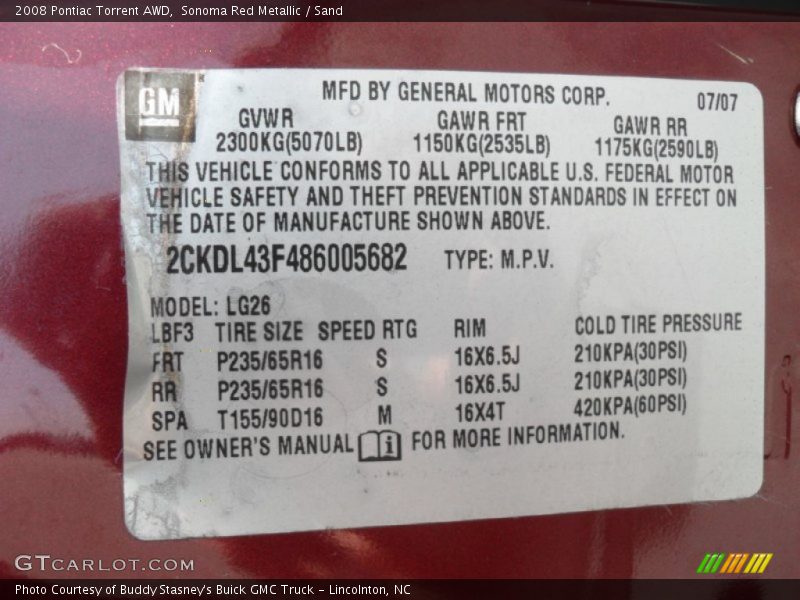 2008 Pontiac Torrent AWD, Sonoma Red Metallic / Sand
GM
MFD BY GENERAL MOTORS CORP. 07/07
GVWR GAWR FRT GAWR RR
2300KG(5070LB) 1150KG(2535LB) 1175KG(2590LB)
THIS VEHICLE CONFORMS TO ALL APPLICABLE U.S. FEDERAL MOTOR
VEHICLE SAFETY AND THEFT PREVENTION STANDARDS IN EFFECT ON
THE DATE OF MANUFACTURE SHOWN ABOVE.
2CKDL43F486005682 TYPE: M.P.V.
MODEL: LG26
LBF3 TIRE SIZE SPEED RTG RIM COLD TIRE PRESSURE
FRT P235/65R16 S 16X6.5J 210KPA(30PSI)
RR P235/65R16 S 16X6.5J 210KPA(30PSI)
SPA T155/90D16 M 16X4T 420KPA(60PSI)
SEE OWNER'S MANUAL i FOR MORE INFORMATION.
GTCARLOT.COM
Photo Courtesy of Buddy Stasney's Buick GMC Truck - Lincolnton, NC